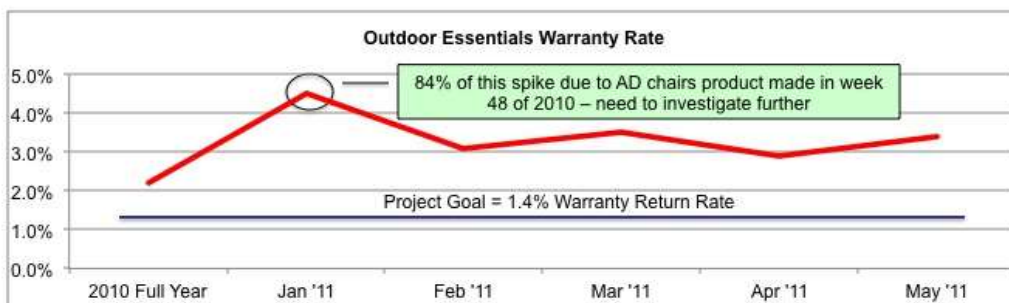 Outdoor Essentials Warranty Rate
5.0%
84% of this spike due to AD chairs product made in week
48 of 2010 – need to investigate further
4.0%
3.0%
2.0%
Project Goal = 1.4% Warranty Return Rate
1.0%
0.0%
2010 Full Year Jan '11 Feb '11 Mar '11 Apr '11 May '11